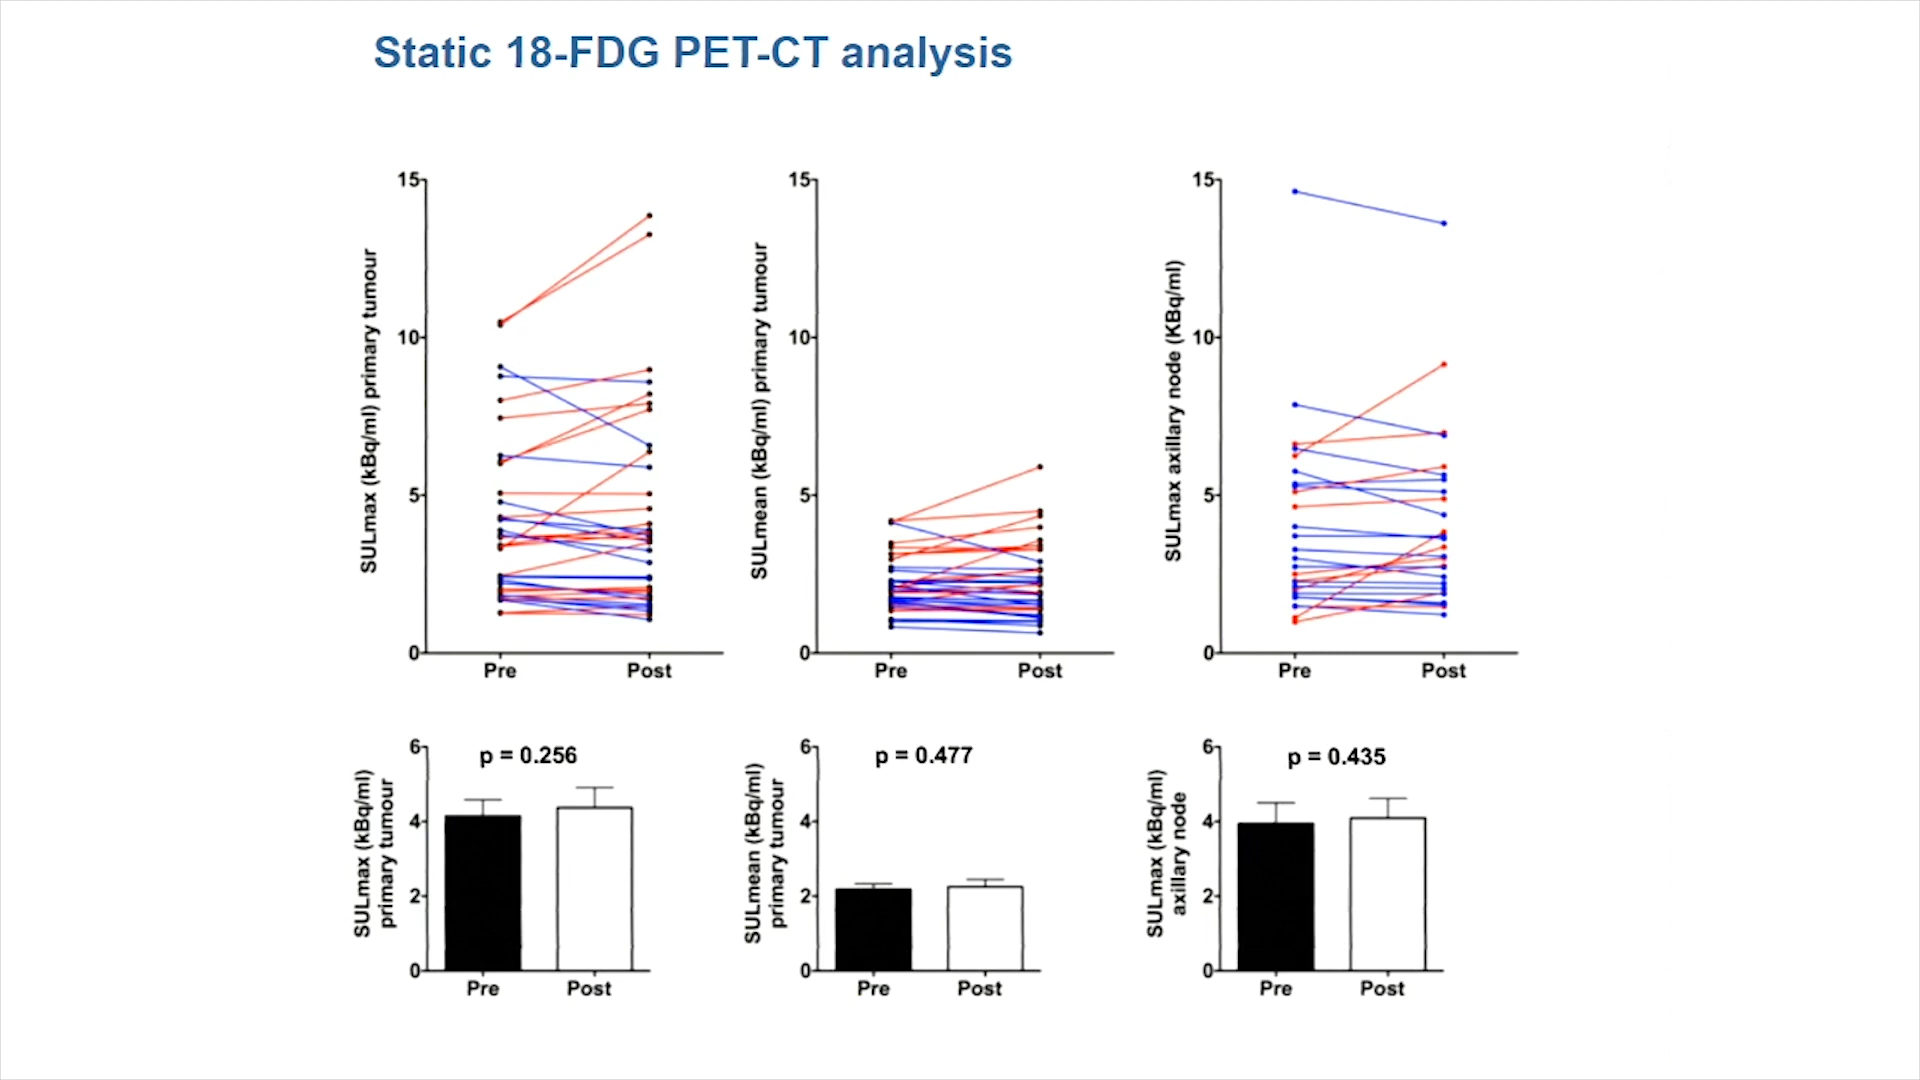 Static 18-FDG PET-CT analysis
SULmax (kBq/ml) primary tumour
15
10
5
0
Pre Post
SULmean (kBq/ml) primary tumour
15
10
5
0
Pre Post
SULmax axillary node (KBq/ml)
15
10
5
0
Pre Post
SULmax (kBq/ml)
primary tumour
6
4
2
0
p = 0.256
Pre Post
SULmean (kBq/ml)
primary tumour
6
4
2
0
p = 0.477
Pre Post
SULmax (kBq/ml)
axillary node
6
4
2
0
p = 0.435
Pre Post